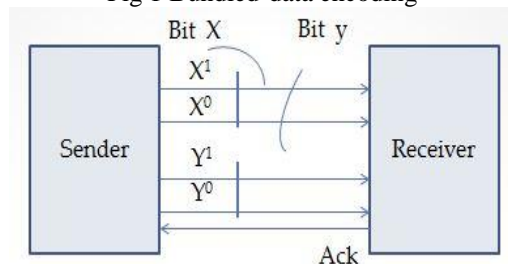 Fig 1 Bundled-data encoding
Bit X Bit y
X¹
X⁰
Sender Receiver
Y¹
Y⁰
Ack